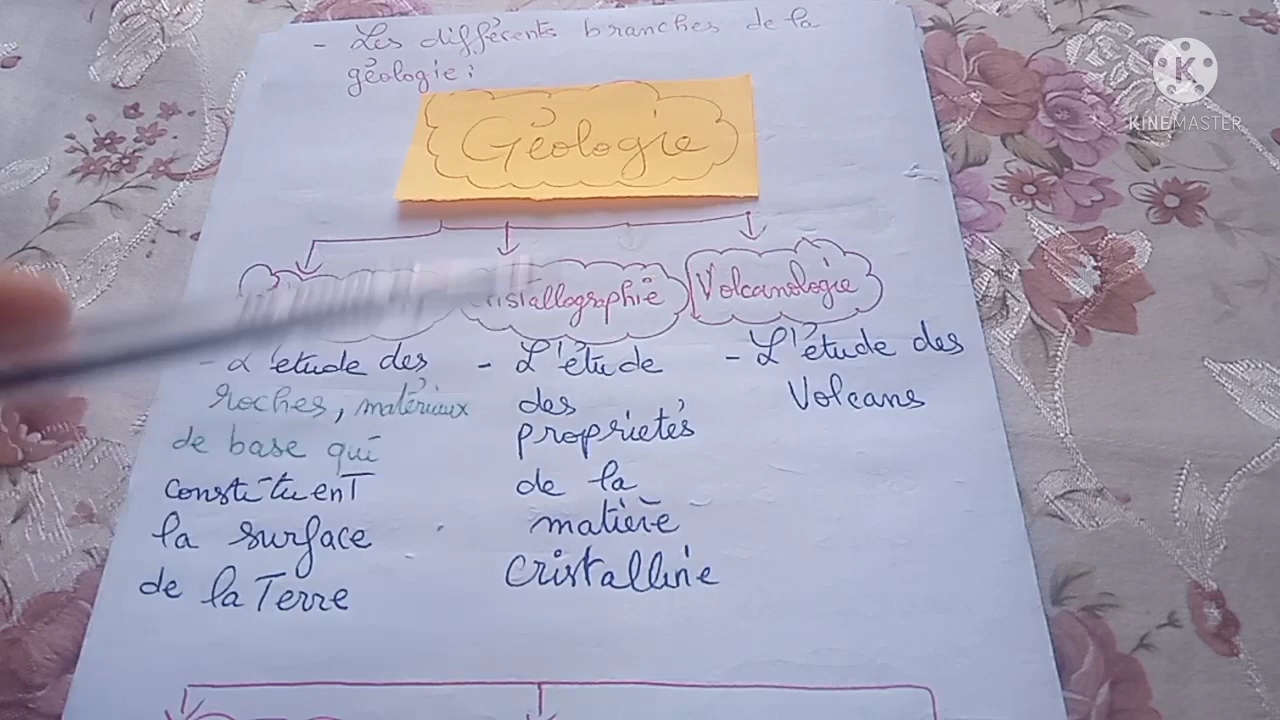 - Les différents branches de la
géologie :
Géologie
Cristallographie
Volcanologie
- L'étude des
roches, matériaux
de base qui
constituent
la surface
de la Terre
- L'étude
des
propriétés
de la
matière
cristalline
- L'étude des
Volcans
KINEMASTER